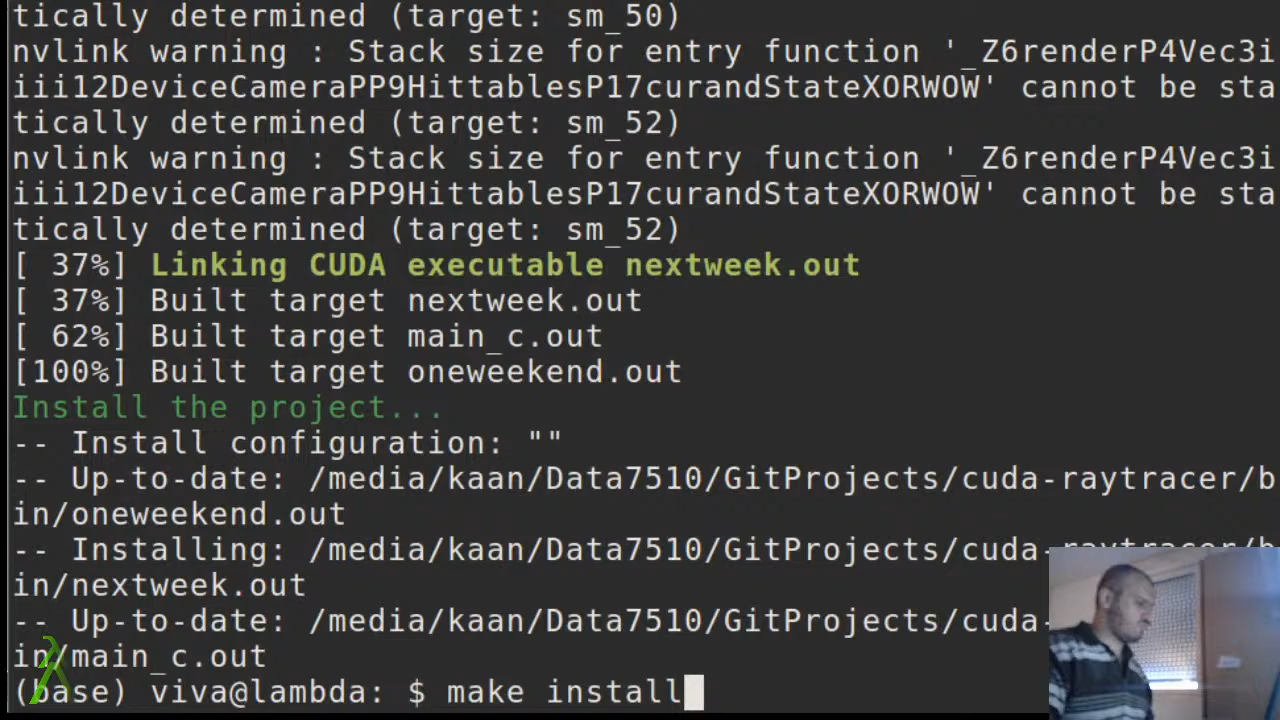 tically determined (target: sm_50)
nvlink warning : Stack size for entry function '_Z6renderP4Vec3i
iii12DeviceCameraPP9HittablesP17curandStateXORWOW' cannot be sta
tically determined (target: sm_52)
nvlink warning : Stack size for entry function '_Z6renderP4Vec3i
iii12DeviceCameraPP9HittablesP17curandStateXORWOW' cannot be sta
tically determined (target: sm_52)
[ 37%] Linking CUDA executable nextweek.out
[ 37%] Built target nextweek.out
[ 62%] Built target main_c.out
[100%] Built target oneweekend.out
Install the project...
-- Install configuration: ""
-- Up-to-date: /media/kaan/Data7510/GitProjects/cuda-raytracer/b
in/oneweekend.out
-- Installing: /media/kaan/Data7510/GitProjects/cuda-raytracer/b
in/nextweek.out
-- Up-to-date: /media/kaan/Data7510/GitProjects/cuda-
in/main_c.out
(base) viva@lambda: $ make install